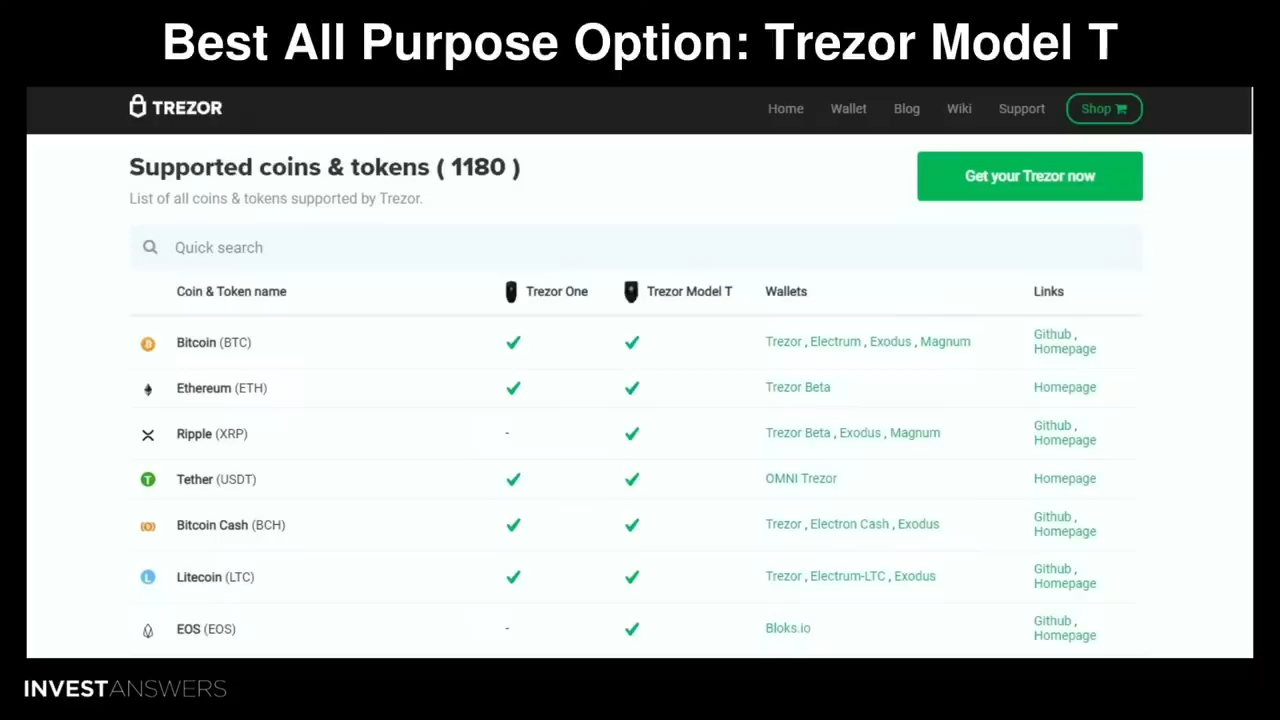 Best All Purpose Option: Trezor Model T
TREZOR Home Wallet Blog Wiki Support Shop
Supported coins & tokens ( 1180 )
Get your Trezor now
List of all coins & tokens supported by Trezor.
Quick search
Coin & Token name Trezor One Trezor Model T Wallets Links
Bitcoin (BTC) Trezor , Electrum , Exodus , Magnum Github , Homepage
Ethereum (ETH) Trezor Beta Homepage
Ripple (XRP) - Trezor Beta , Exodus , Magnum Github , Homepage
Tether (USDT) OMNI Trezor Homepage
Bitcoin Cash (BCH) Trezor , Electron Cash , Exodus Github , Homepage
Litecoin (LTC) Trezor , Electrum-LTC , Exodus Github , Homepage
EOS (EOS) - Bloks.io Github , Homepage
INVESTANSWERS